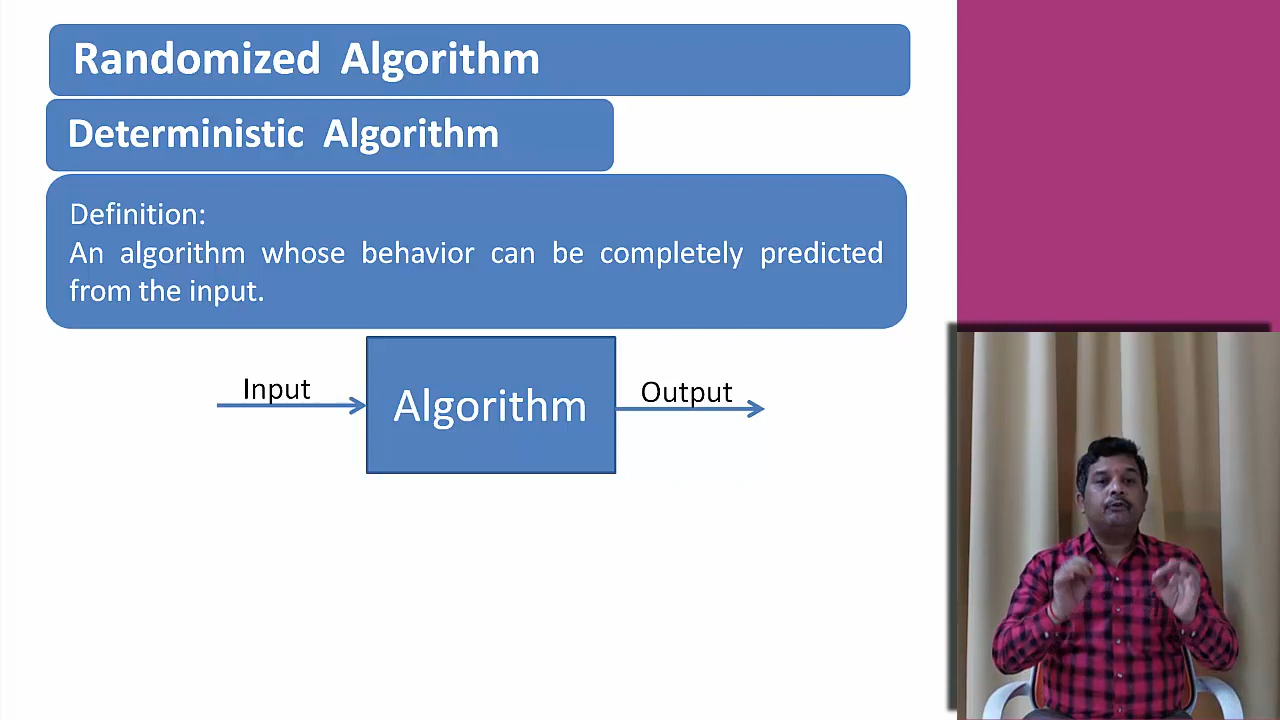 Randomized Algorithm
Deterministic Algorithm
Definition:
An algorithm whose behavior can be completely predicted
from the input.
Input
Algorithm
Output